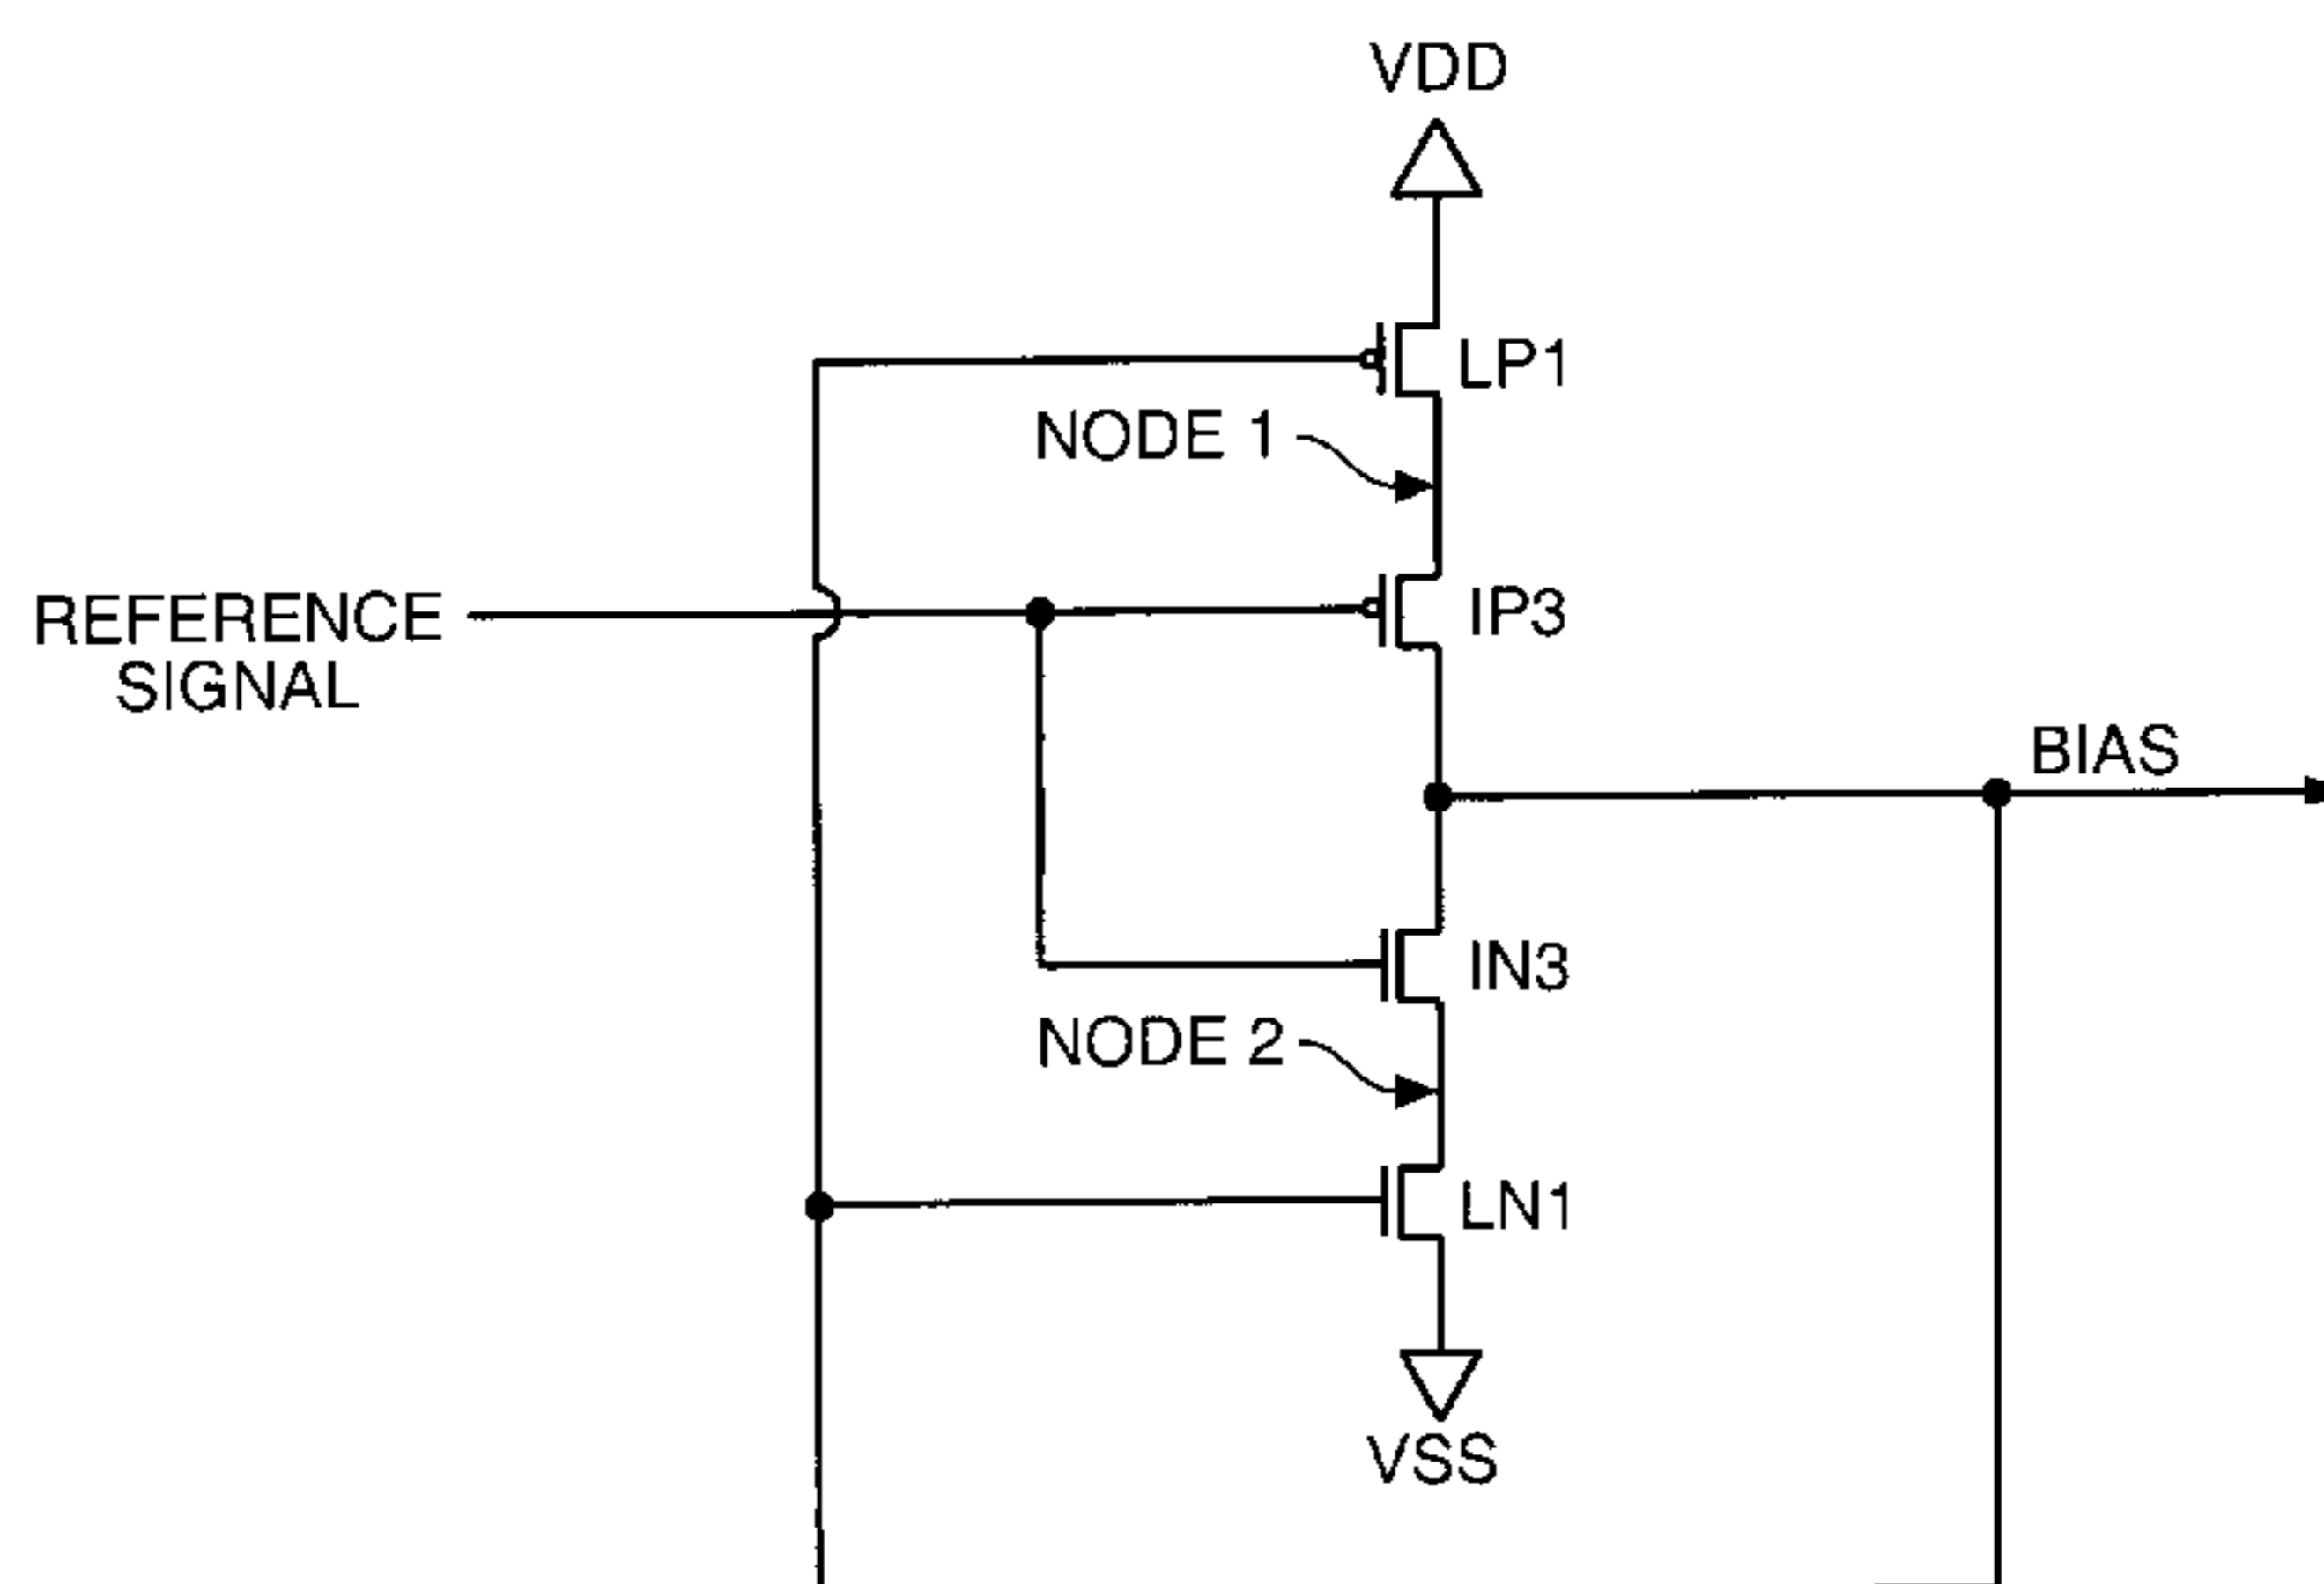 VDD
LP1
NODE 1
REFERENCE
SIGNAL
IP3
BIAS
IN3
NODE 2
LN1
VSS